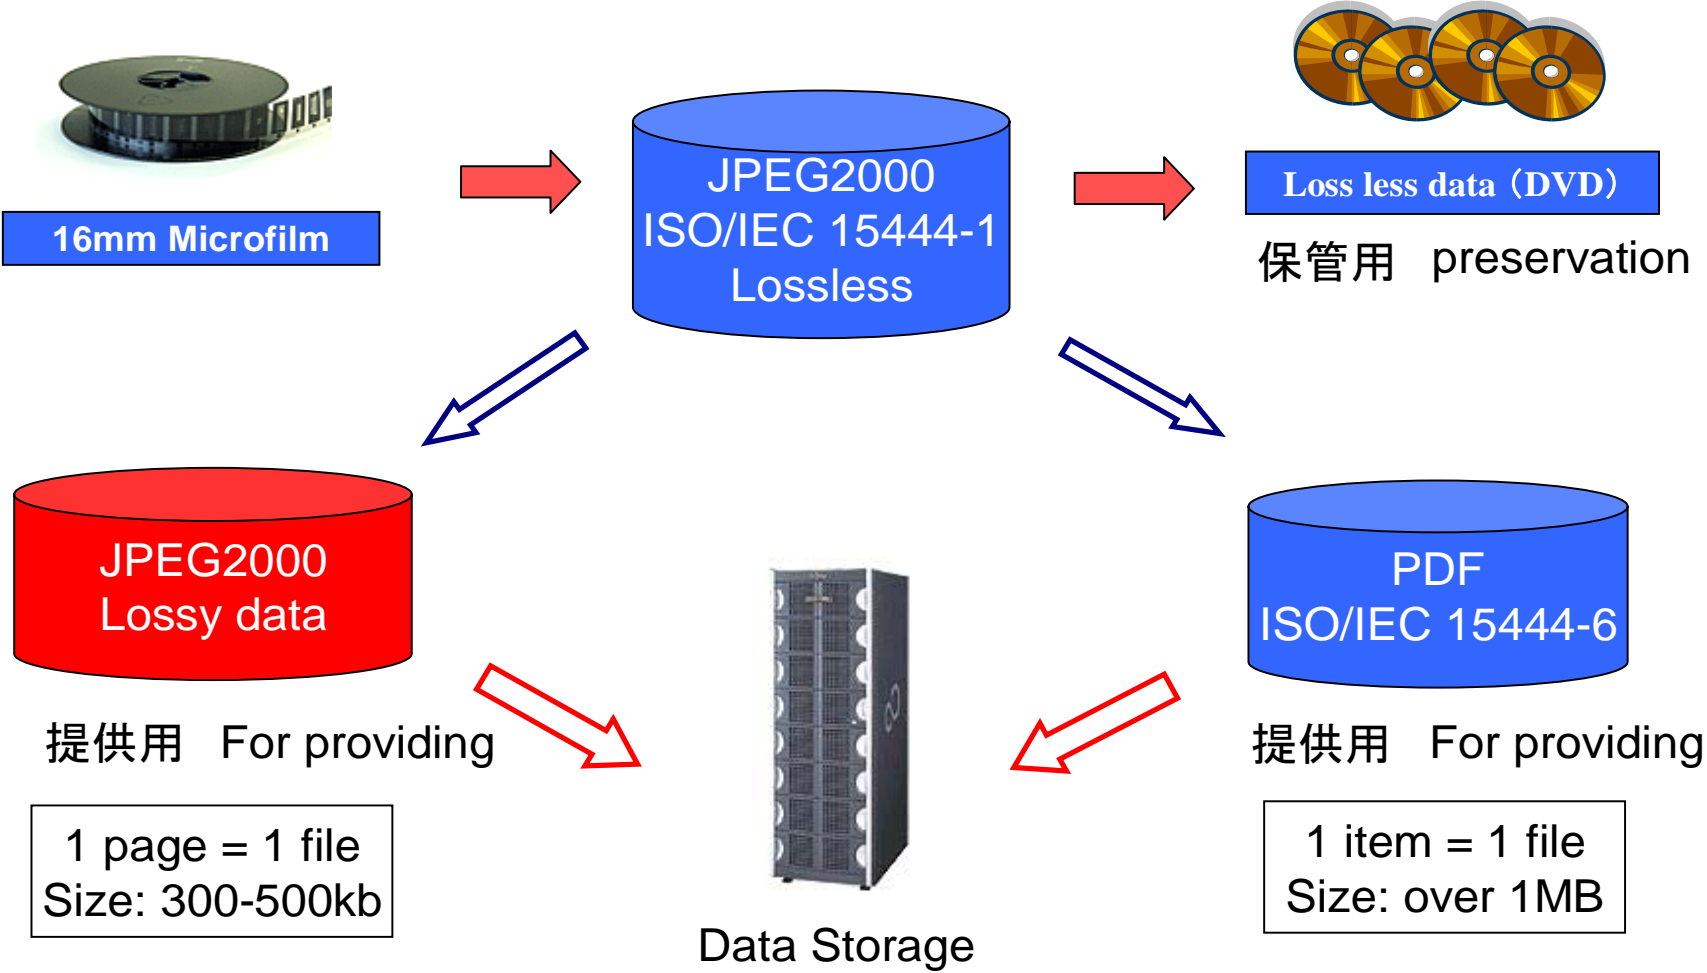 16mm Microfilm
JPEG2000
ISO/IEC 15444-1
Lossless
Loss less data（DVD）
保管用 preservation
JPEG2000
Lossy data
提供用 For providing
1 page = 1 file
Size: 300-500kb
Data Storage
PDF
ISO/IEC 15444-6
提供用 For providing
1 item = 1 file
Size: over 1MB